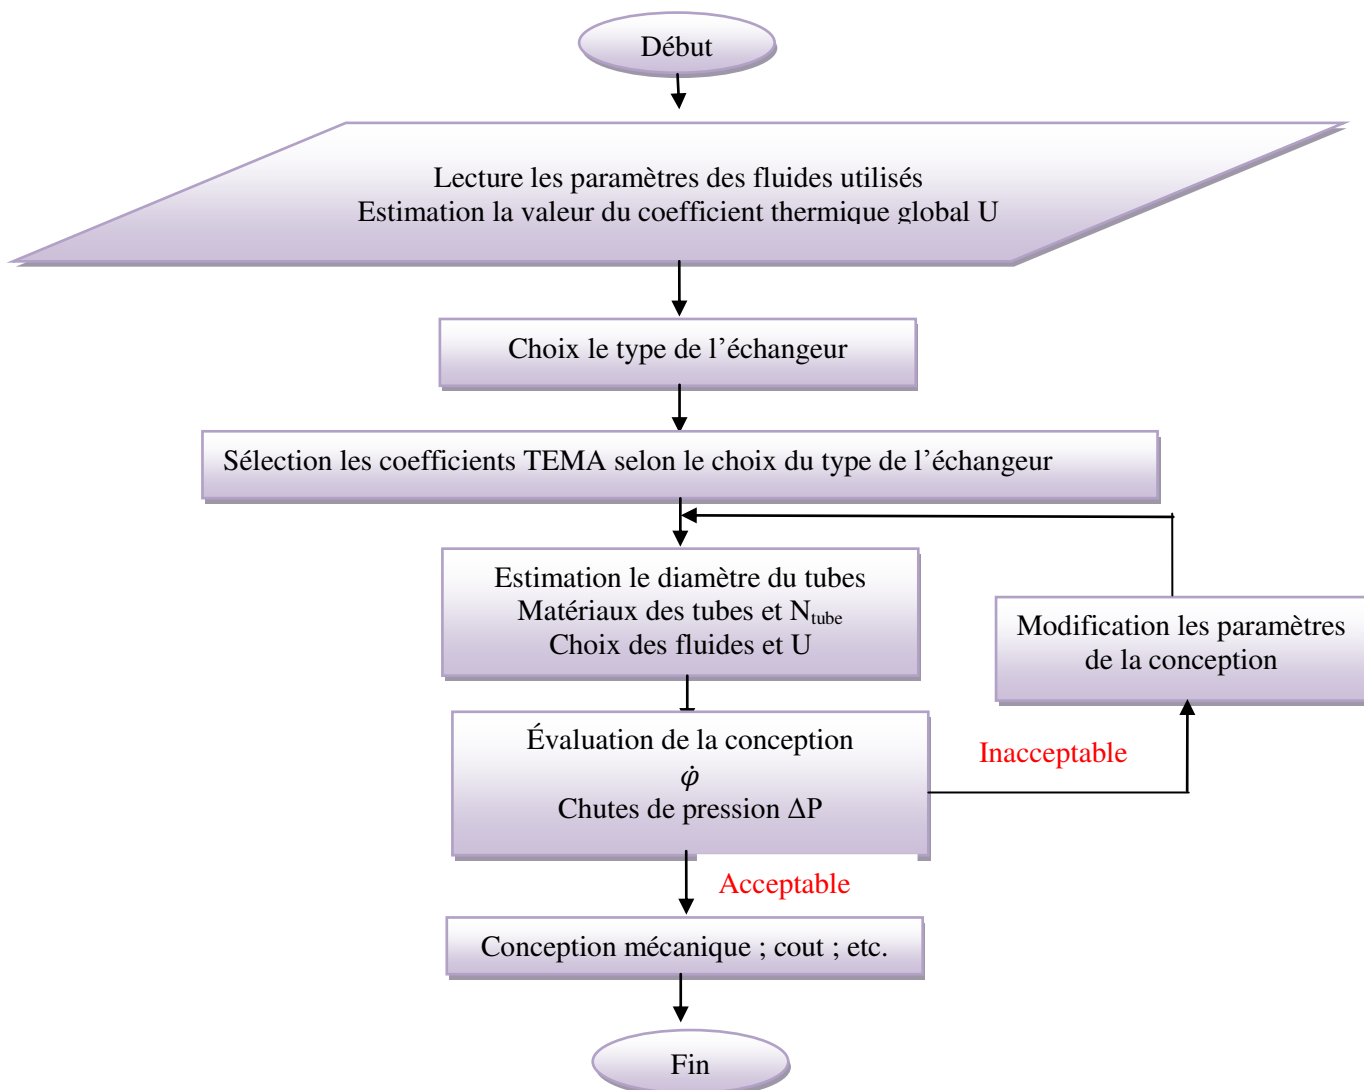 Début
Lecture les paramètres des fluides utilisés
Estimation la valeur du coefficient thermique global U
Choix le type de l’échangeur
Sélection les coefficients TEMA selon le choix du type de l’échangeur
Estimation le diamètre du tubes
Matériaux des tubes et N_tube
Choix des fluides et U
Modification les paramètres
de la conception
Évaluation de la conception
φ̇
Chutes de pression ΔP
Inacceptable
Acceptable
Conception mécanique ; cout ; etc.
Fin